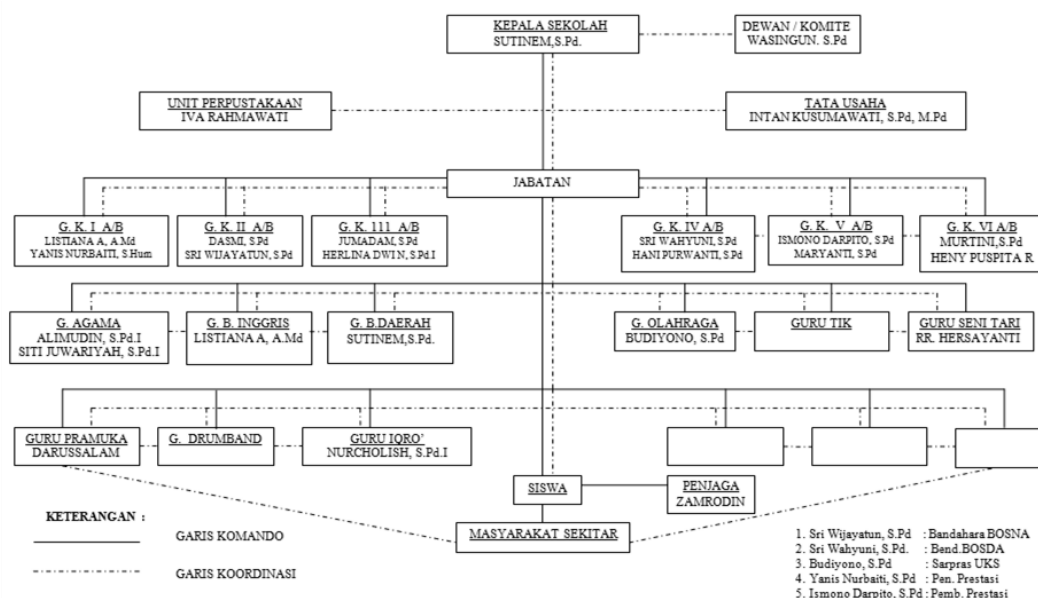 KEPALA SEKOLAH
SUTINEM,S.Pd.
DEWAN / KOMITE
WASINGUN. S.Pd
UNIT PERPUSTAKAAN
IVA RAHMAWATI
TATA USAHA
INTAN KUSUMAWATI, S.Pd, M.Pd
JABATAN
G. K. I A/B
LISTIANA A, A.Md
YANIS NURBAITI, S.Hum
G. K. II A/B
DASMI, S.Pd
SRI WIJAYATUN, S.Pd
G. K. 111 A/B
JUMADAM, S.Pd
HERLINA DWI N, S.Pd.I
G. K. IV A/B
SRI WAHYUNI, S.Pd
HANI PURWANTI, S.Pd
G. K. V A/B
ISMONO DARPITO, S.Pd
MARYANTI, S.Pd
G. K. VI A/B
MURTINI,S.Pd
HENY PUSPITA R
G. AGAMA
ALIMUDIN, S.Pd.I
SITI JUWARIYAH, S.Pd.I
G. B. INGGRIS
LISTIANA A, A.Md
G. B.DAERAH
SUTINEM,S.Pd.
G. OLAHRAGA
BUDIYONO, S.Pd
GURU TIK
GURU SENI TARI
RR. HERSAYANTI
GURU PRAMUKA
DARUSSALAM
G. DRUMBAND
GURU IQRO’
NURCHOLISH, S.Pd.I
SISWA
PENJAGA
ZAMRODIN
MASYARAKAT SEKITAR
KETERANGAN :
GARIS KOMANDO
GARIS KOORDINASI
1. Sri Wijayatun, S.Pd : Bandahara BOSNA
2. Sri Wahyuni, S.Pd. : Bend.BOSDA
3. Budiyono, S.Pd : Sarpras UKS
4. Yanis Nurbaiti, S.Pd : Pen. Prestasi
5. Ismono Darpito, S.Pd : Pemb. Prestasi